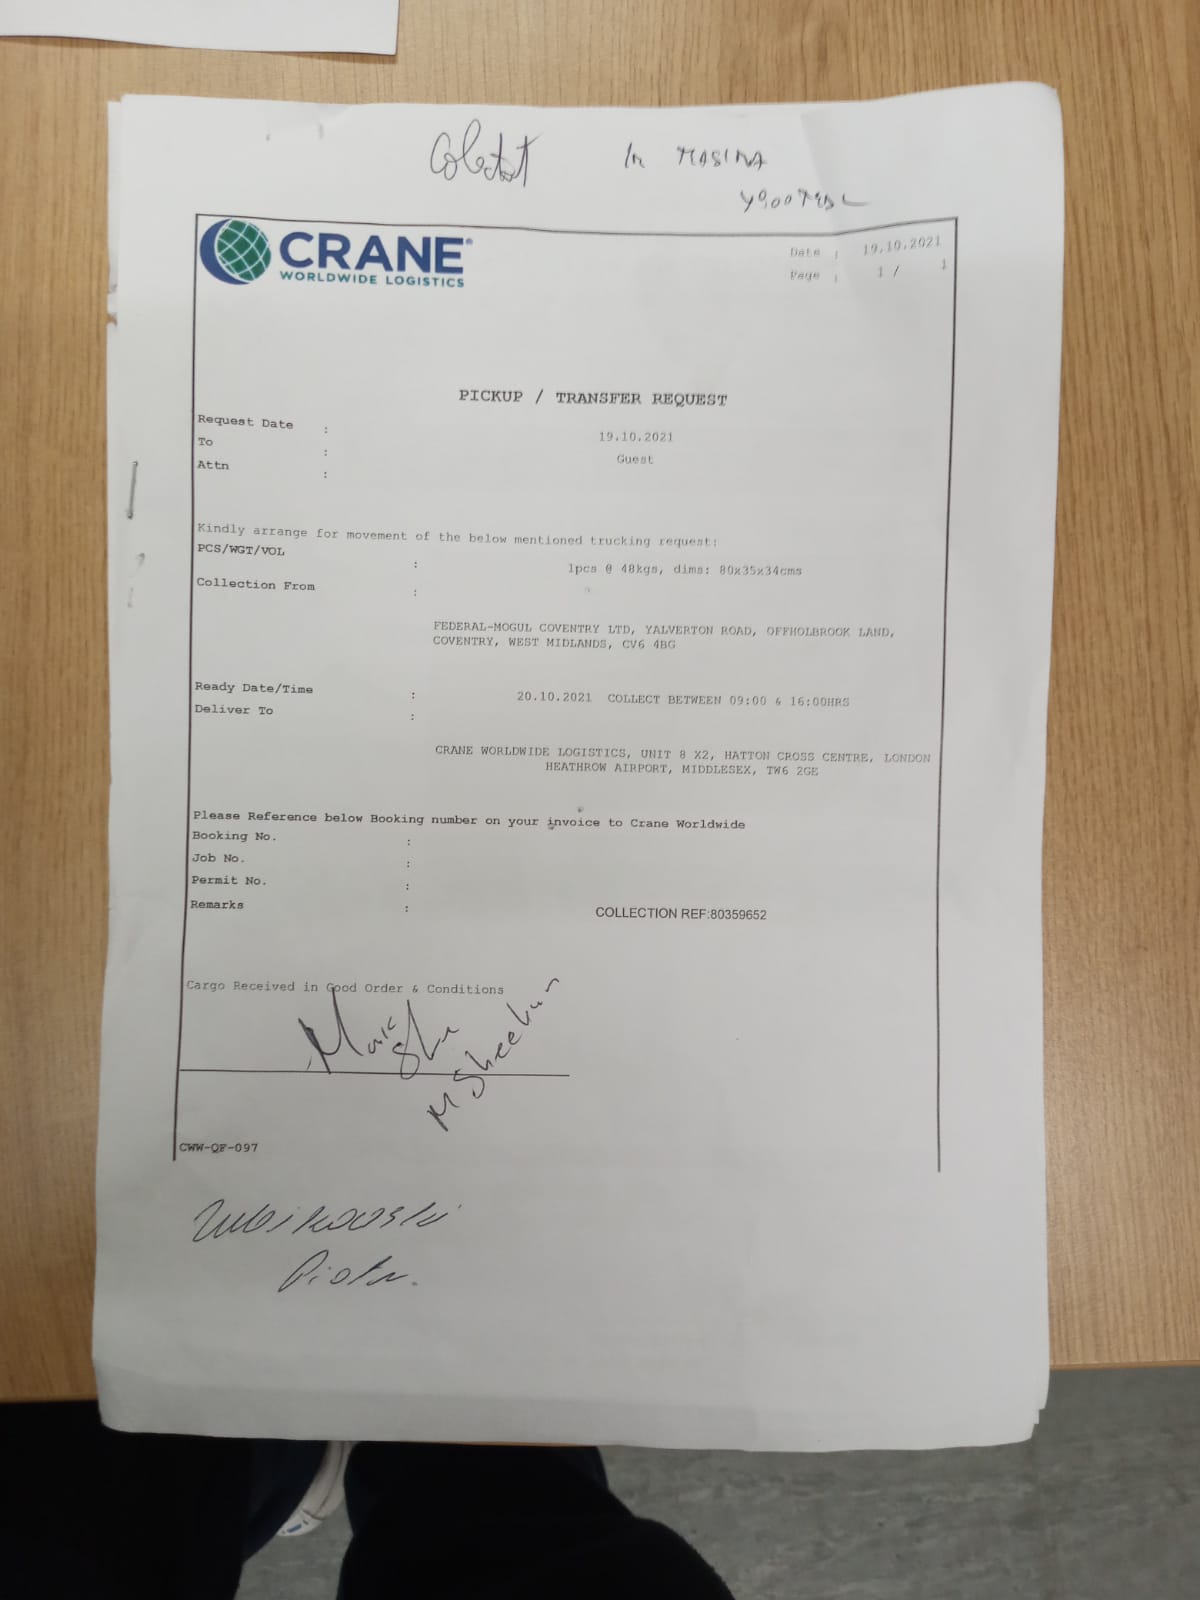 In MASINA
CRANE®
WORLDWIDE LOGISTICS
Date : 19.10.2021
Page : 1 / 1
PICKUP / TRANSFER REQUEST
Request Date : 19.10.2021
To : Guest
Attn :
Kindly arrange for movement of the below mentioned trucking request:
PCS/WGT/VOL : 1pcs @ 48kgs, dims: 80x35x34cms
Collection From :
FEDERAL-MOGUL COVENTRY LTD, YALVERTON ROAD, OFFHOLBROOK LAND,
COVENTRY, WEST MIDLANDS, CV6 4BG
Ready Date/Time : 20.10.2021 COLLECT BETWEEN 09:00 & 16:00HRS
Deliver To :
CRANE WORLDWIDE LOGISTICS, UNIT 8 X2, HATTON CROSS CENTRE, LONDON
HEATHROW AIRPORT, MIDDLESEX, TW6 2GE
Please Reference below Booking number on your invoice to Crane Worldwide
Booking No. :
Job No. :
Permit No. :
Remarks : COLLECTION REF:80359652
Cargo Received in Good Order & Conditions
M Sheekun
CWW-QF-097
Piotr.